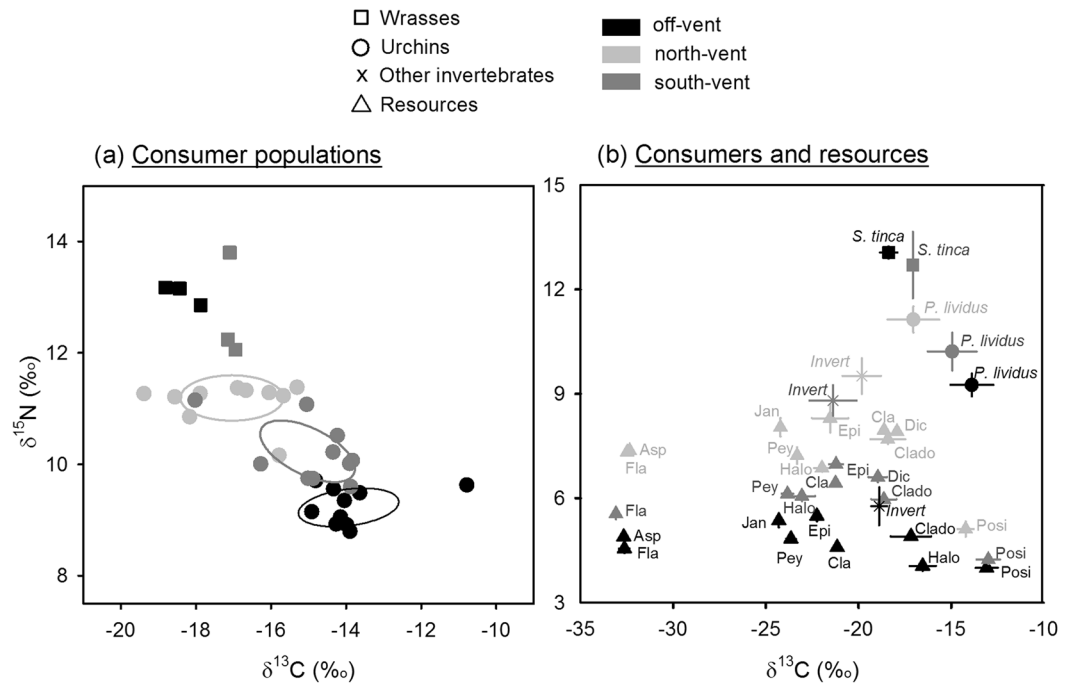 Wrasses
Urchins
x Other invertebrates
Resources
off-vent
north-vent
south-vent
(a) Consumer populations
(b) Consumers and resources
δ15N (‰)
14
12
10
8
-20
-18
-16
-14
-12
-10
δ13C (‰)
15
12
9
6
3
-35
-30
-25
-20
-15
-10
δ13C (‰)
S. tinca
S. tinca
P. lividus
P. lividus
P. lividus
Invert
Invert
Jan
Epi
Cla
Dic
Clado
Asp
Fla
Pey
Halo
Epi
Cla
Dic
Pey
Halo
Clado
Invert
Fla
Jan
Epi
Clado
Posi
Asp
Fla
Pey
Cla
Halo
Posi
Posi